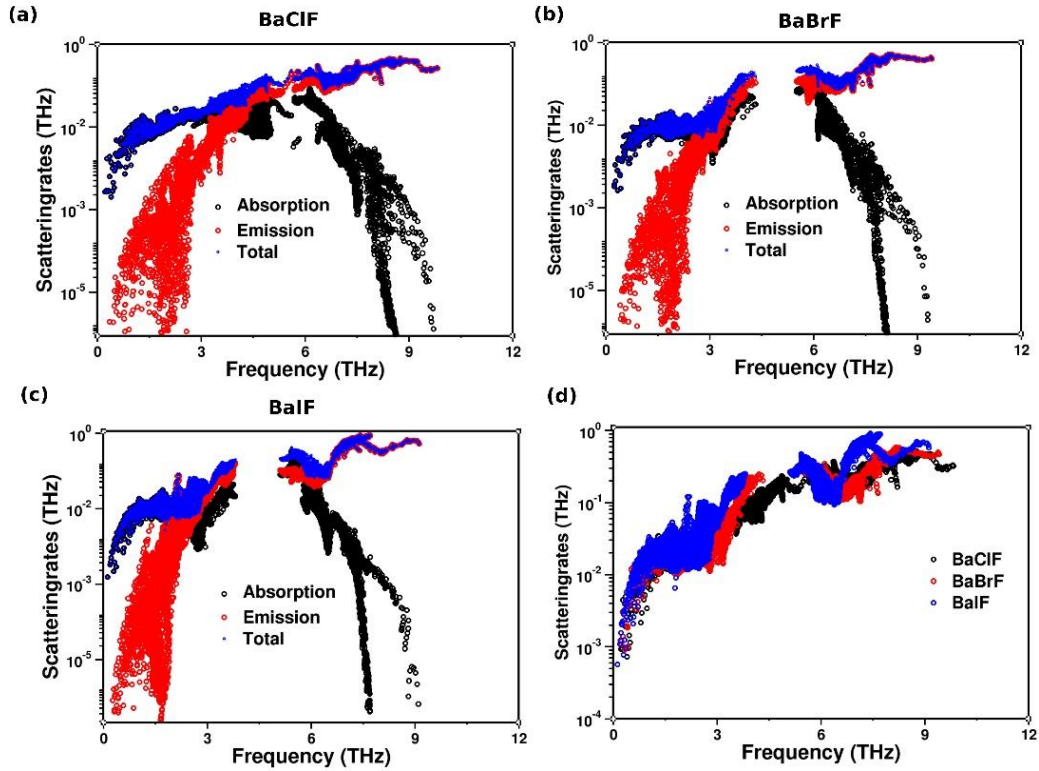 (a)
BaClF
10^0
10^-2
10^-3
10^-5
Scatteringrates (THz)
Absorption
Emission
Total
0 3 6 9 12
Frequency (THz)
(b)
BaBrF
10^0
10^-2
10^-3
10^-5
Scatteringrates (THz)
Absorption
Emission
Total
0 3 6 9 12
Frequency (THz)
(c)
BaIF
10^0
10^-2
10^-3
10^-5
Scatteringrates (THz)
Absorption
Emission
Total
0 3 6 9 12
Frequency (THz)
(d)
10^0
10^-1
10^-2
10^-3
10^-4
Scatteringrates (THz)
BaClF
BaBrF
BaIF
0 3 6 9 12
Frequency (THz)